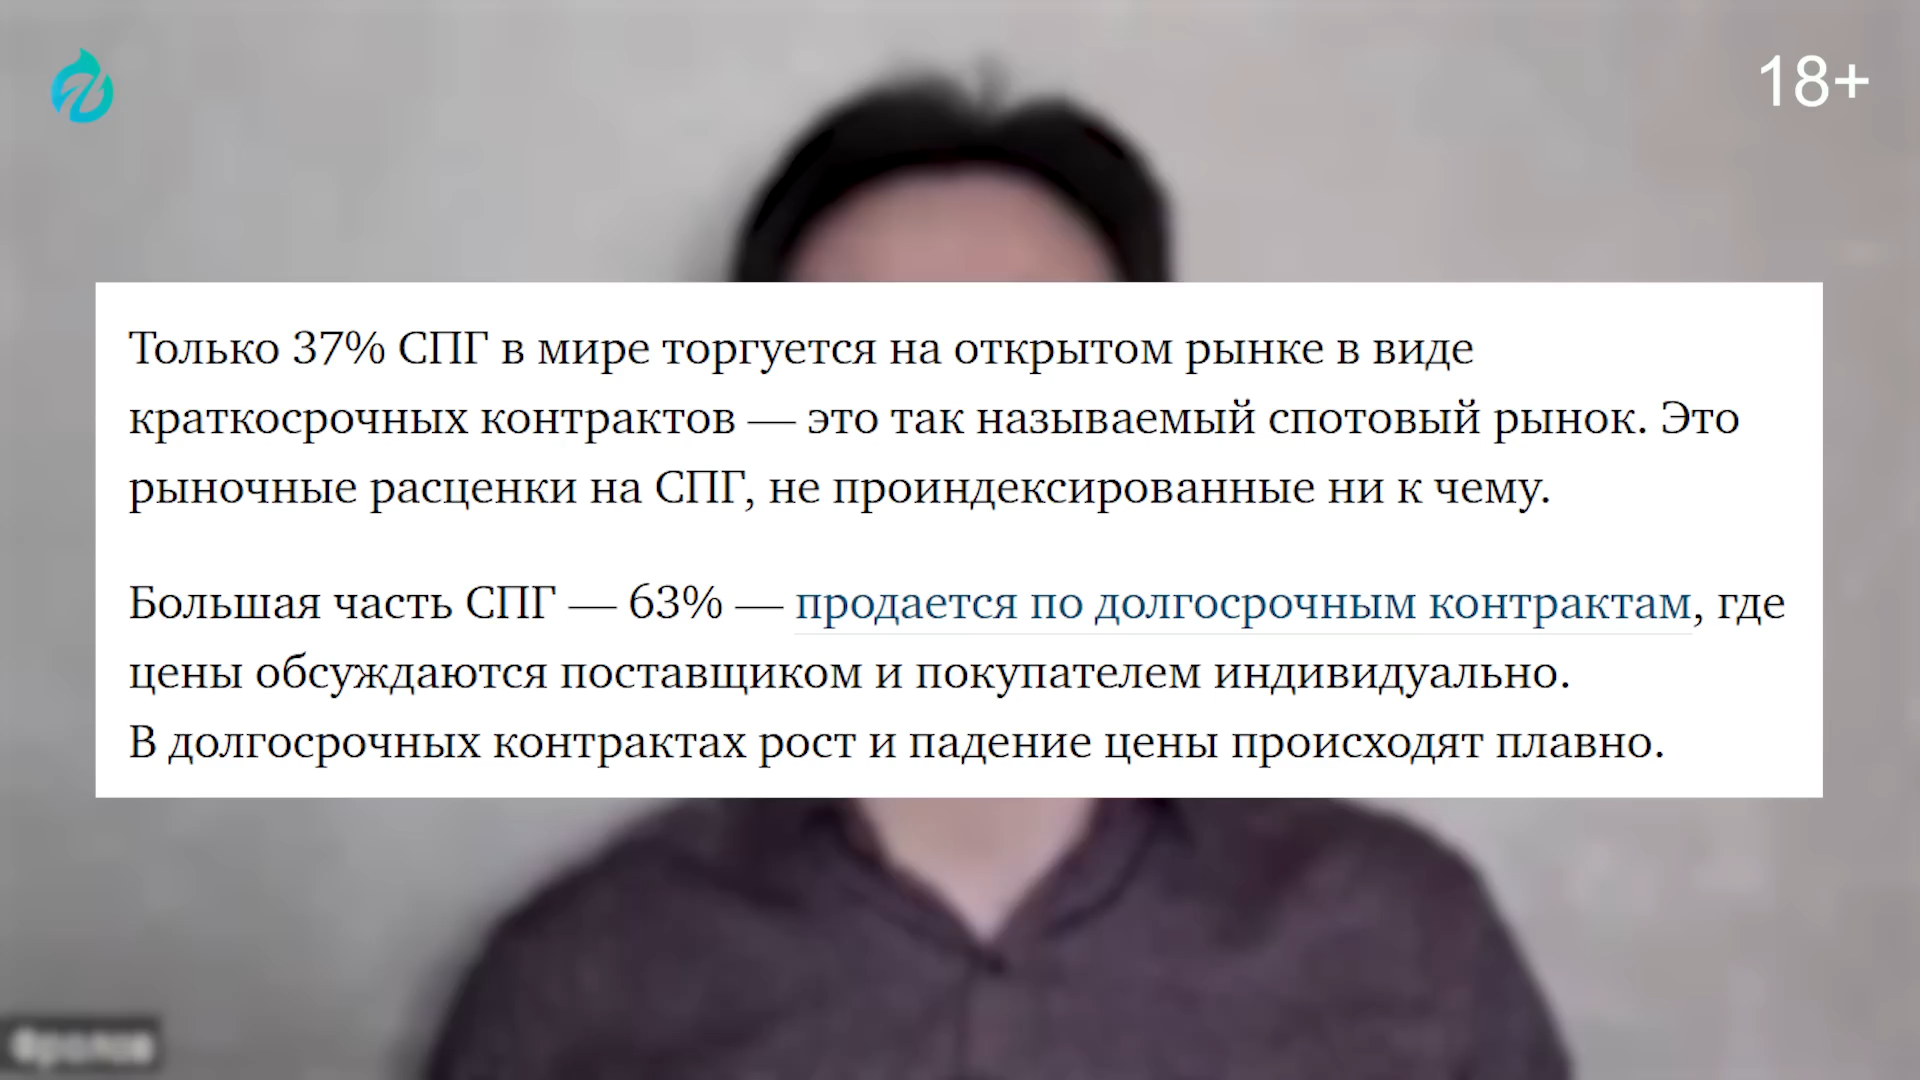 18+
Только 37% СПГ в мире торгуется на открытом рынке в виде
краткосрочных контрактов — это так называемый спотовый рынок. Это
рыночные расценки на СПГ, не проиндексированные ни к чему.
Большая часть СПГ — 63% — продается по долгосрочным контрактам, где
цены обсуждаются поставщиком и покупателем индивидуально.
В долгосрочных контрактах рост и падение цены происходят плавно.
Фролов